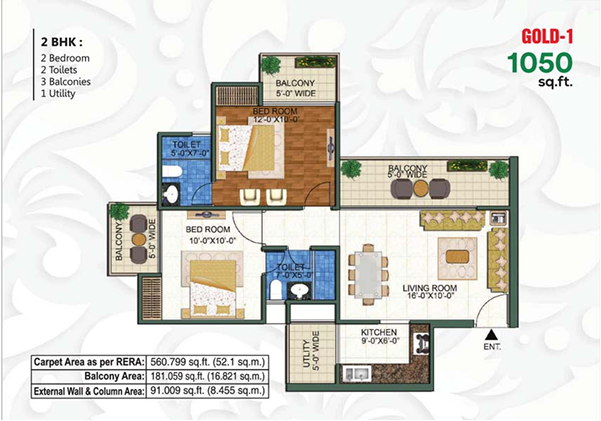 2 BHK :
2 Bedroom
2 Toilets
3 Balconies
1 Utility
GOLD-1
1050
sq.ft.
BALCONY
5'-0" WIDE
BED ROOM
12'-0"X10'-0"
TOILET
5'-0"X7'-0"
BALCONY
5'-0" WIDE
BALCONY
5'-0" WIDE
BED ROOM
10'-0"X10'-0"
TOILET
7'-0"X5'-0"
LIVING ROOM
16'-0"X10'-0"
KITCHEN
9'-0"X6'-0"
UTILITY
5'-0" WIDE
ENT.
Carpet Area as per RERA: 560.799 sq.ft. (52.1 sq.m.)
Balcony Area: 181.059 sq.ft. (16.821 sq.m.)
External Wall & Column Area: 91.009 sq.ft. (8.455 sq.m.)